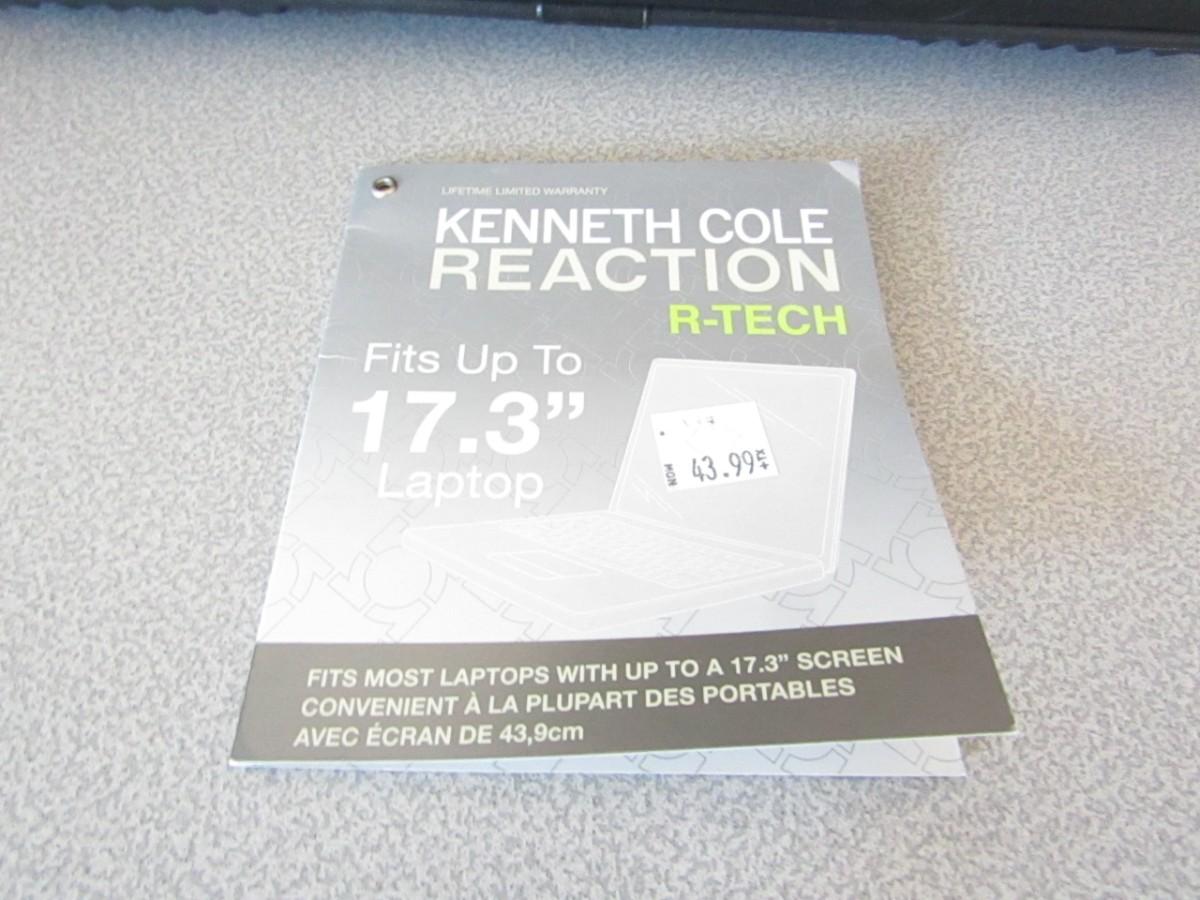 LIFETIME LIMITED WARRANTY
KENNETH COLE
REACTION
R-TECH
Fits Up To
17.3”
Laptop
43.99
FITS MOST LAPTOPS WITH UP TO A 17.3” SCREEN
CONVENIENT À LA PLUPART DES PORTABLES
AVEC ÉCRAN DE 43,9cm